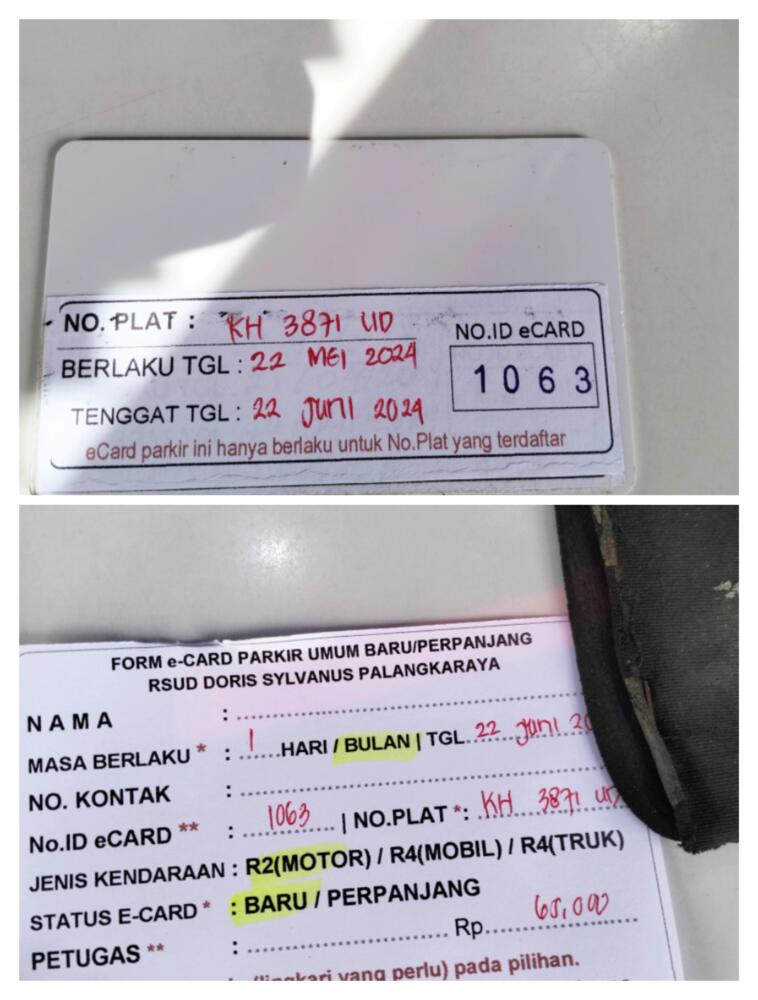 NO. PLAT : KH 3871 UD
BERLAKU TGL : 22 MEI 2024
TENGGAT TGL : 22 JUNI 2024
NO.ID eCARD
1063
eCard parkir ini hanya berlaku untuk No.Plat yang terdaftar
FORM e-CARD PARKIR UMUM BARU/PERPANJANG
RSUD DORIS SYLVANUS PALANGKARAYA
NAMA :
MASA BERLAKU * : 1 HARI / BULAN | TGL 22 Juni 20
NO. KONTAK :
No.ID eCARD ** : 1063 | NO.PLAT *: KH 3871 UD
JENIS KENDARAAN : R2(MOTOR) / R4(MOBIL) / R4(TRUK)
STATUS E-CARD * : BARU / PERPANJANG
PETUGAS ** : Rp. 65,000
(lingkari yang perlu) pada pilihan.